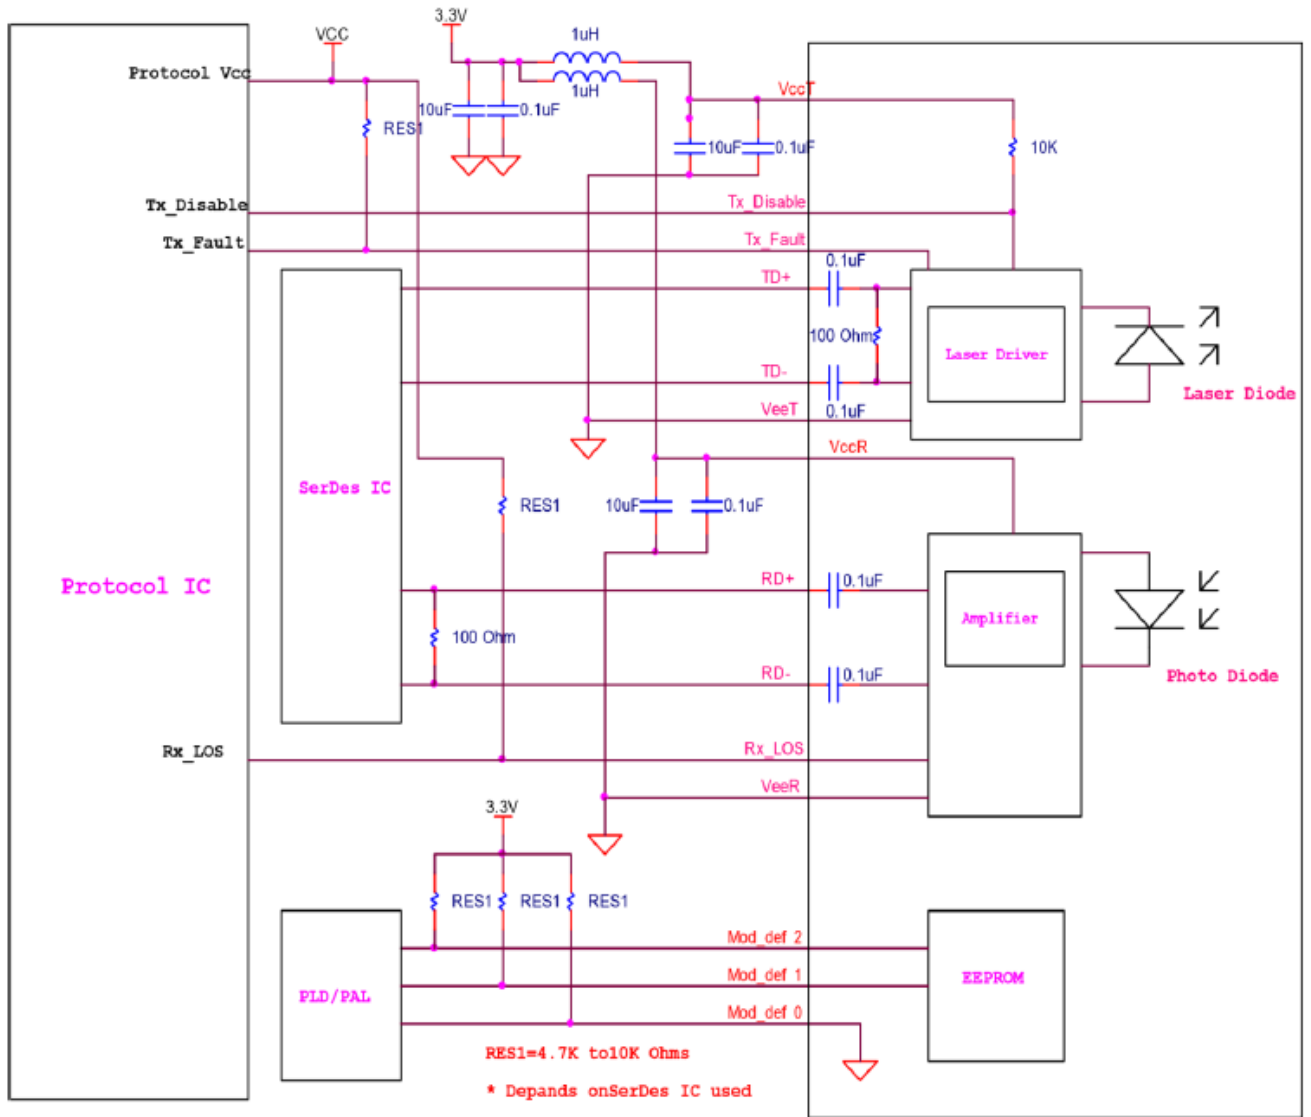 3.3V
VCC
1uH
Protocol Vcc
1uH
VccT
10uF
0.1uF
RES1
10uF
0.1uF
10K
Tx_Disable
Tx_Disable
Tx_Fault
Tx_Fault
0.1uF
TD+
100 Ohm
Laser Driver
TD-
Laser Diode
VeeT
0.1uF
VccR
SerDes IC
RES1
10uF
0.1uF
Protocol IC
RD+
0.1uF
Amplifier
100 Ohm
RD-
0.1uF
Photo Diode
Rx_LOS
Rx_LOS
VeeR
3.3V
RES1
RES1
RES1
Mod_def 2
Mod_def 1
EEPROM
PLD/PAL
Mod_def 0
RES1=4.7K to10K Ohms
* Depands onSerDes IC used